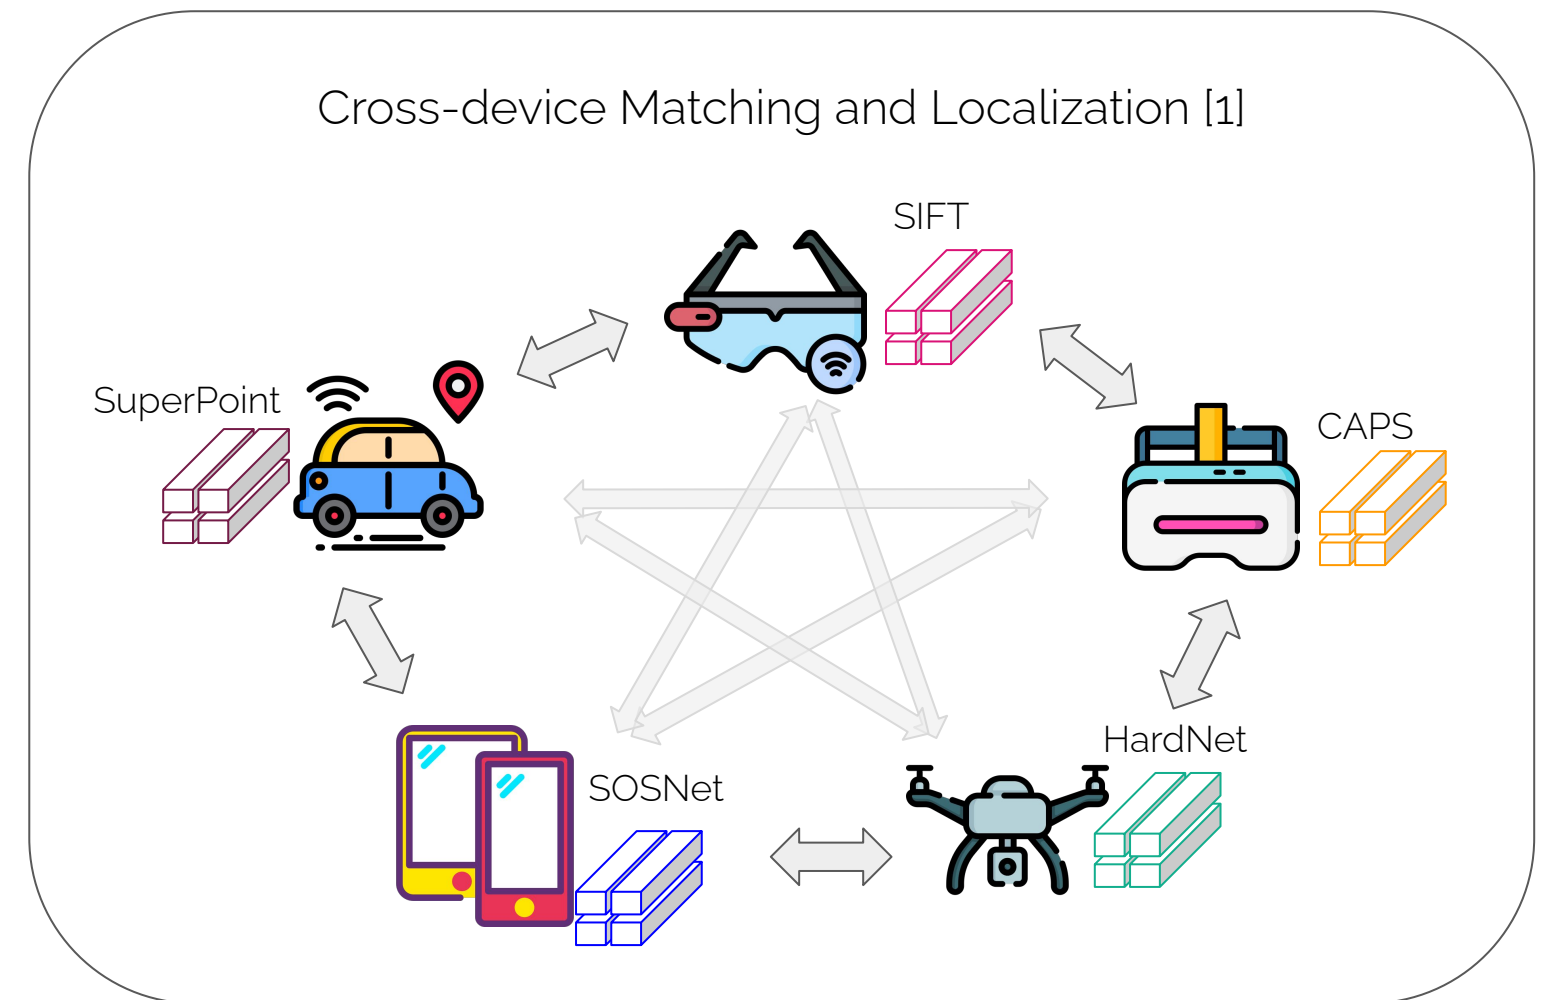 Cross-device Matching and Localization [1]
SIFT
SuperPoint
CAPS
HardNet
SOSNet